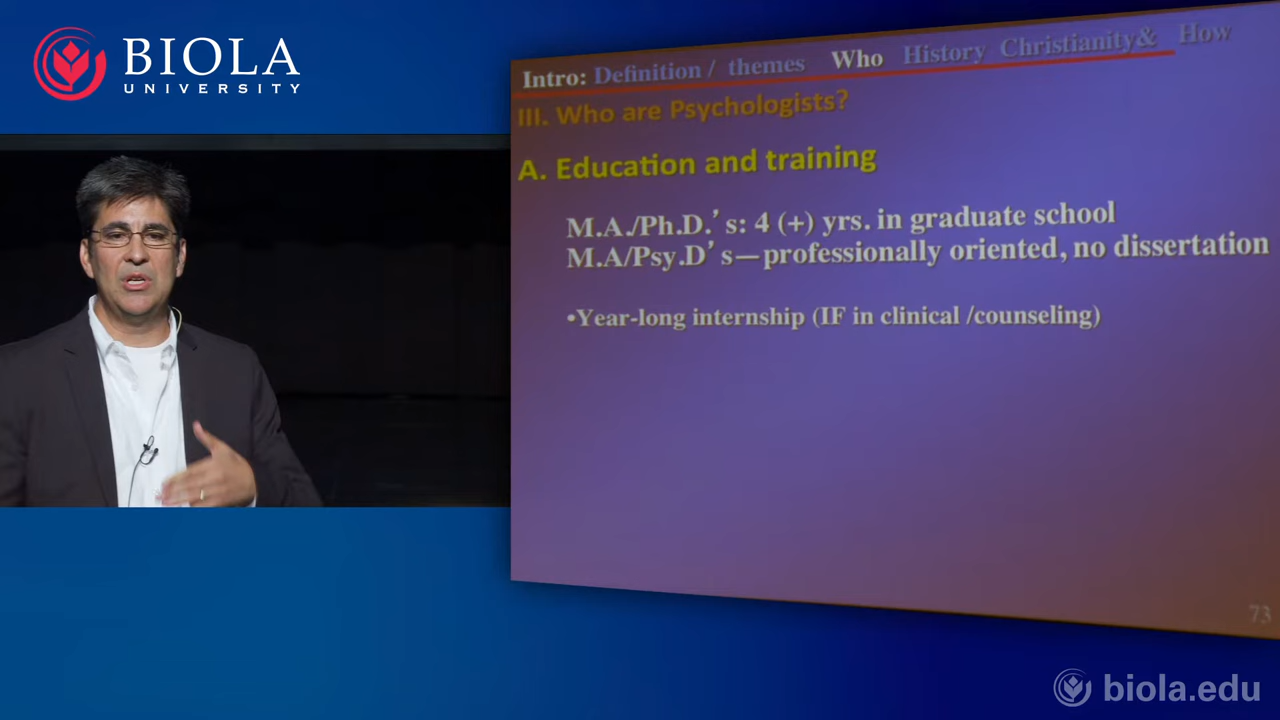 BIOLA
UNIVERSITY
Intro: Definition / themes Who History Christianity& How
III. Who are Psychologists?
A. Education and training
M.A./Ph.D.’s: 4 (+) yrs. in graduate school
M.A/Psy.D’s—professionally oriented, no dissertation
•Year-long internship (IF in clinical /counseling)
73
biola.edu